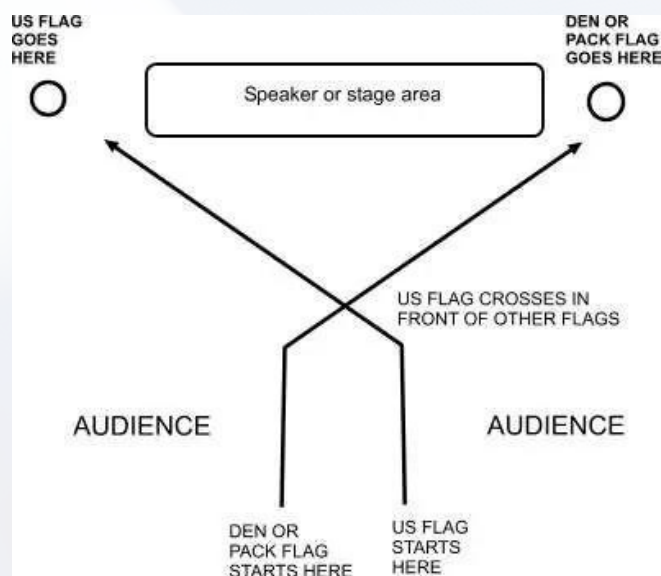 US FLAG
GOES
HERE
DEN OR
PACK FLAG
GOES HERE
Speaker or stage area
US FLAG CROSSES IN
FRONT OF OTHER FLAGS
AUDIENCE
AUDIENCE
DEN OR
PACK FLAG
STARTS HERE
US FLAG
STARTS
HERE